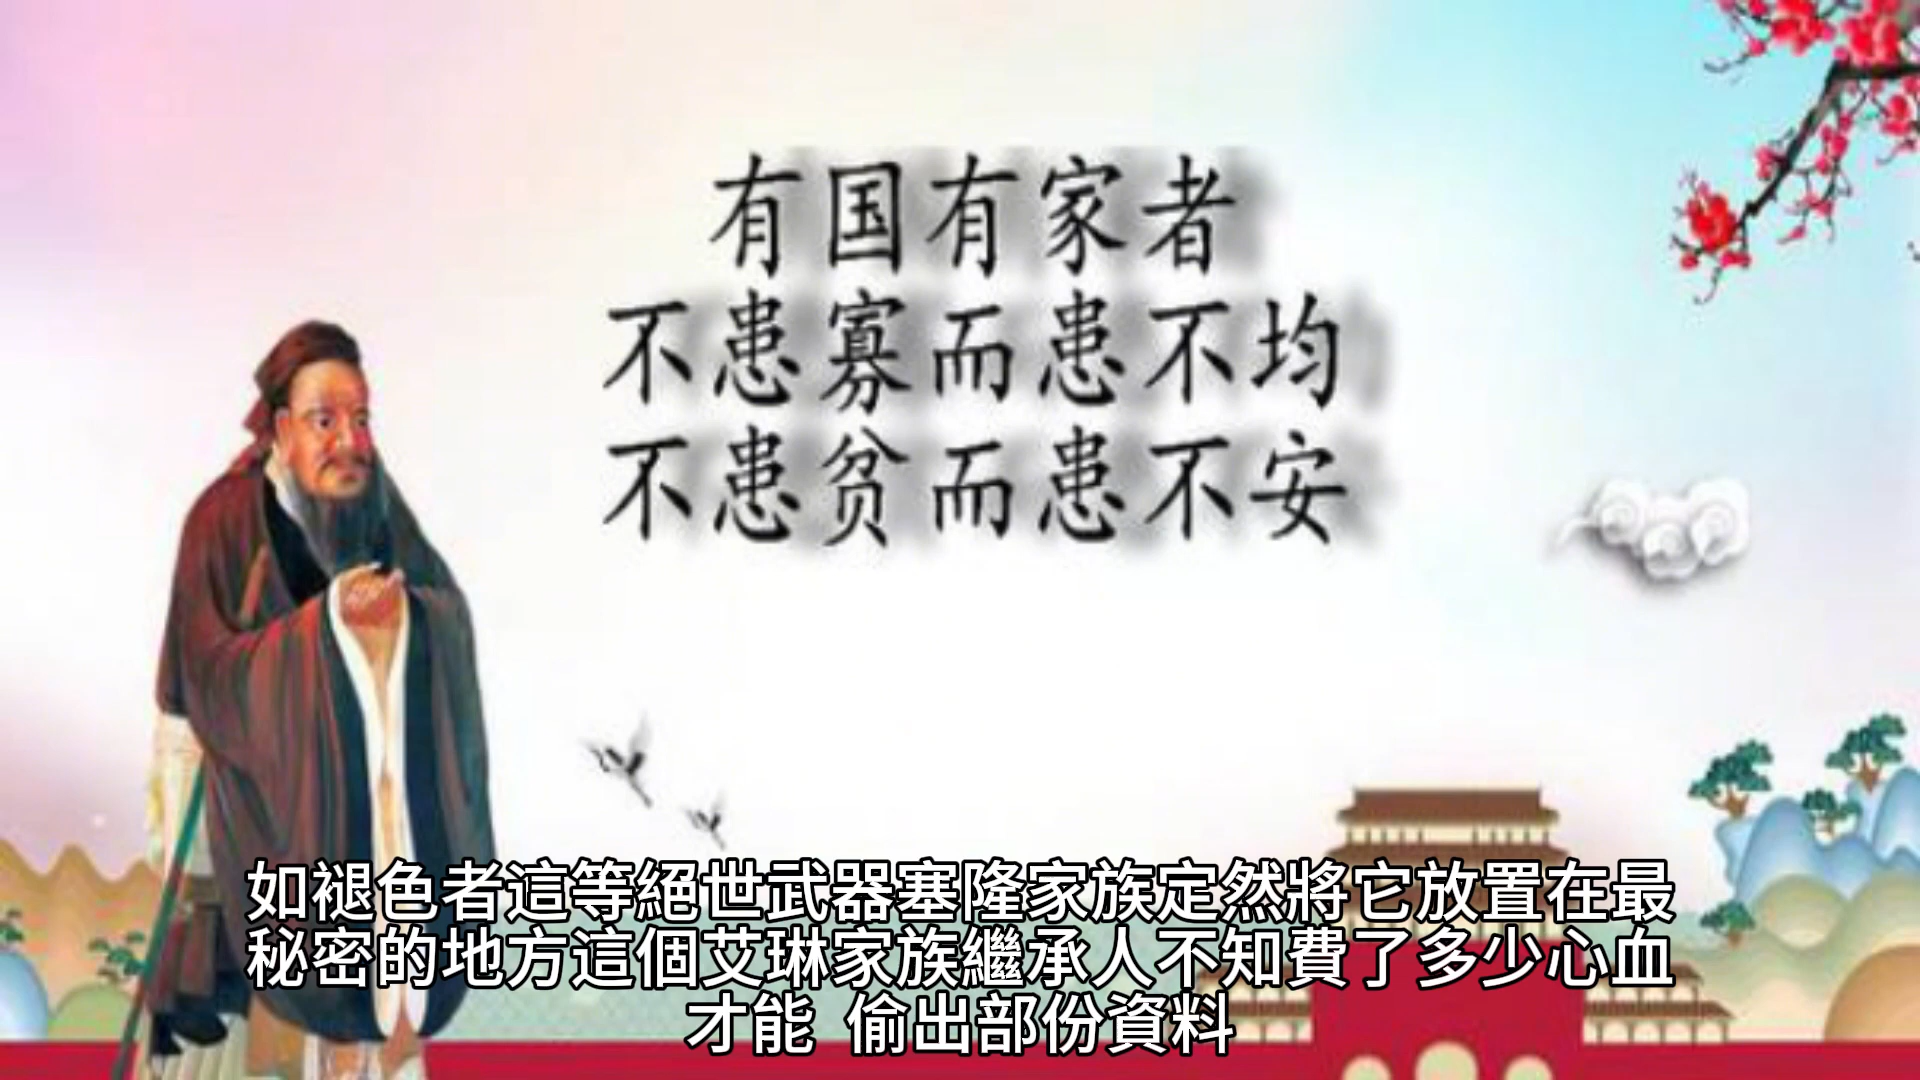 有国有家者
不患寡而患不均
不患贫而患不安
如褪色者這等絕世武器塞隆家族定然將它放置在最
秘密的地方這個艾琳家族繼承人不知費了多少心血
才能 偷出部份資料